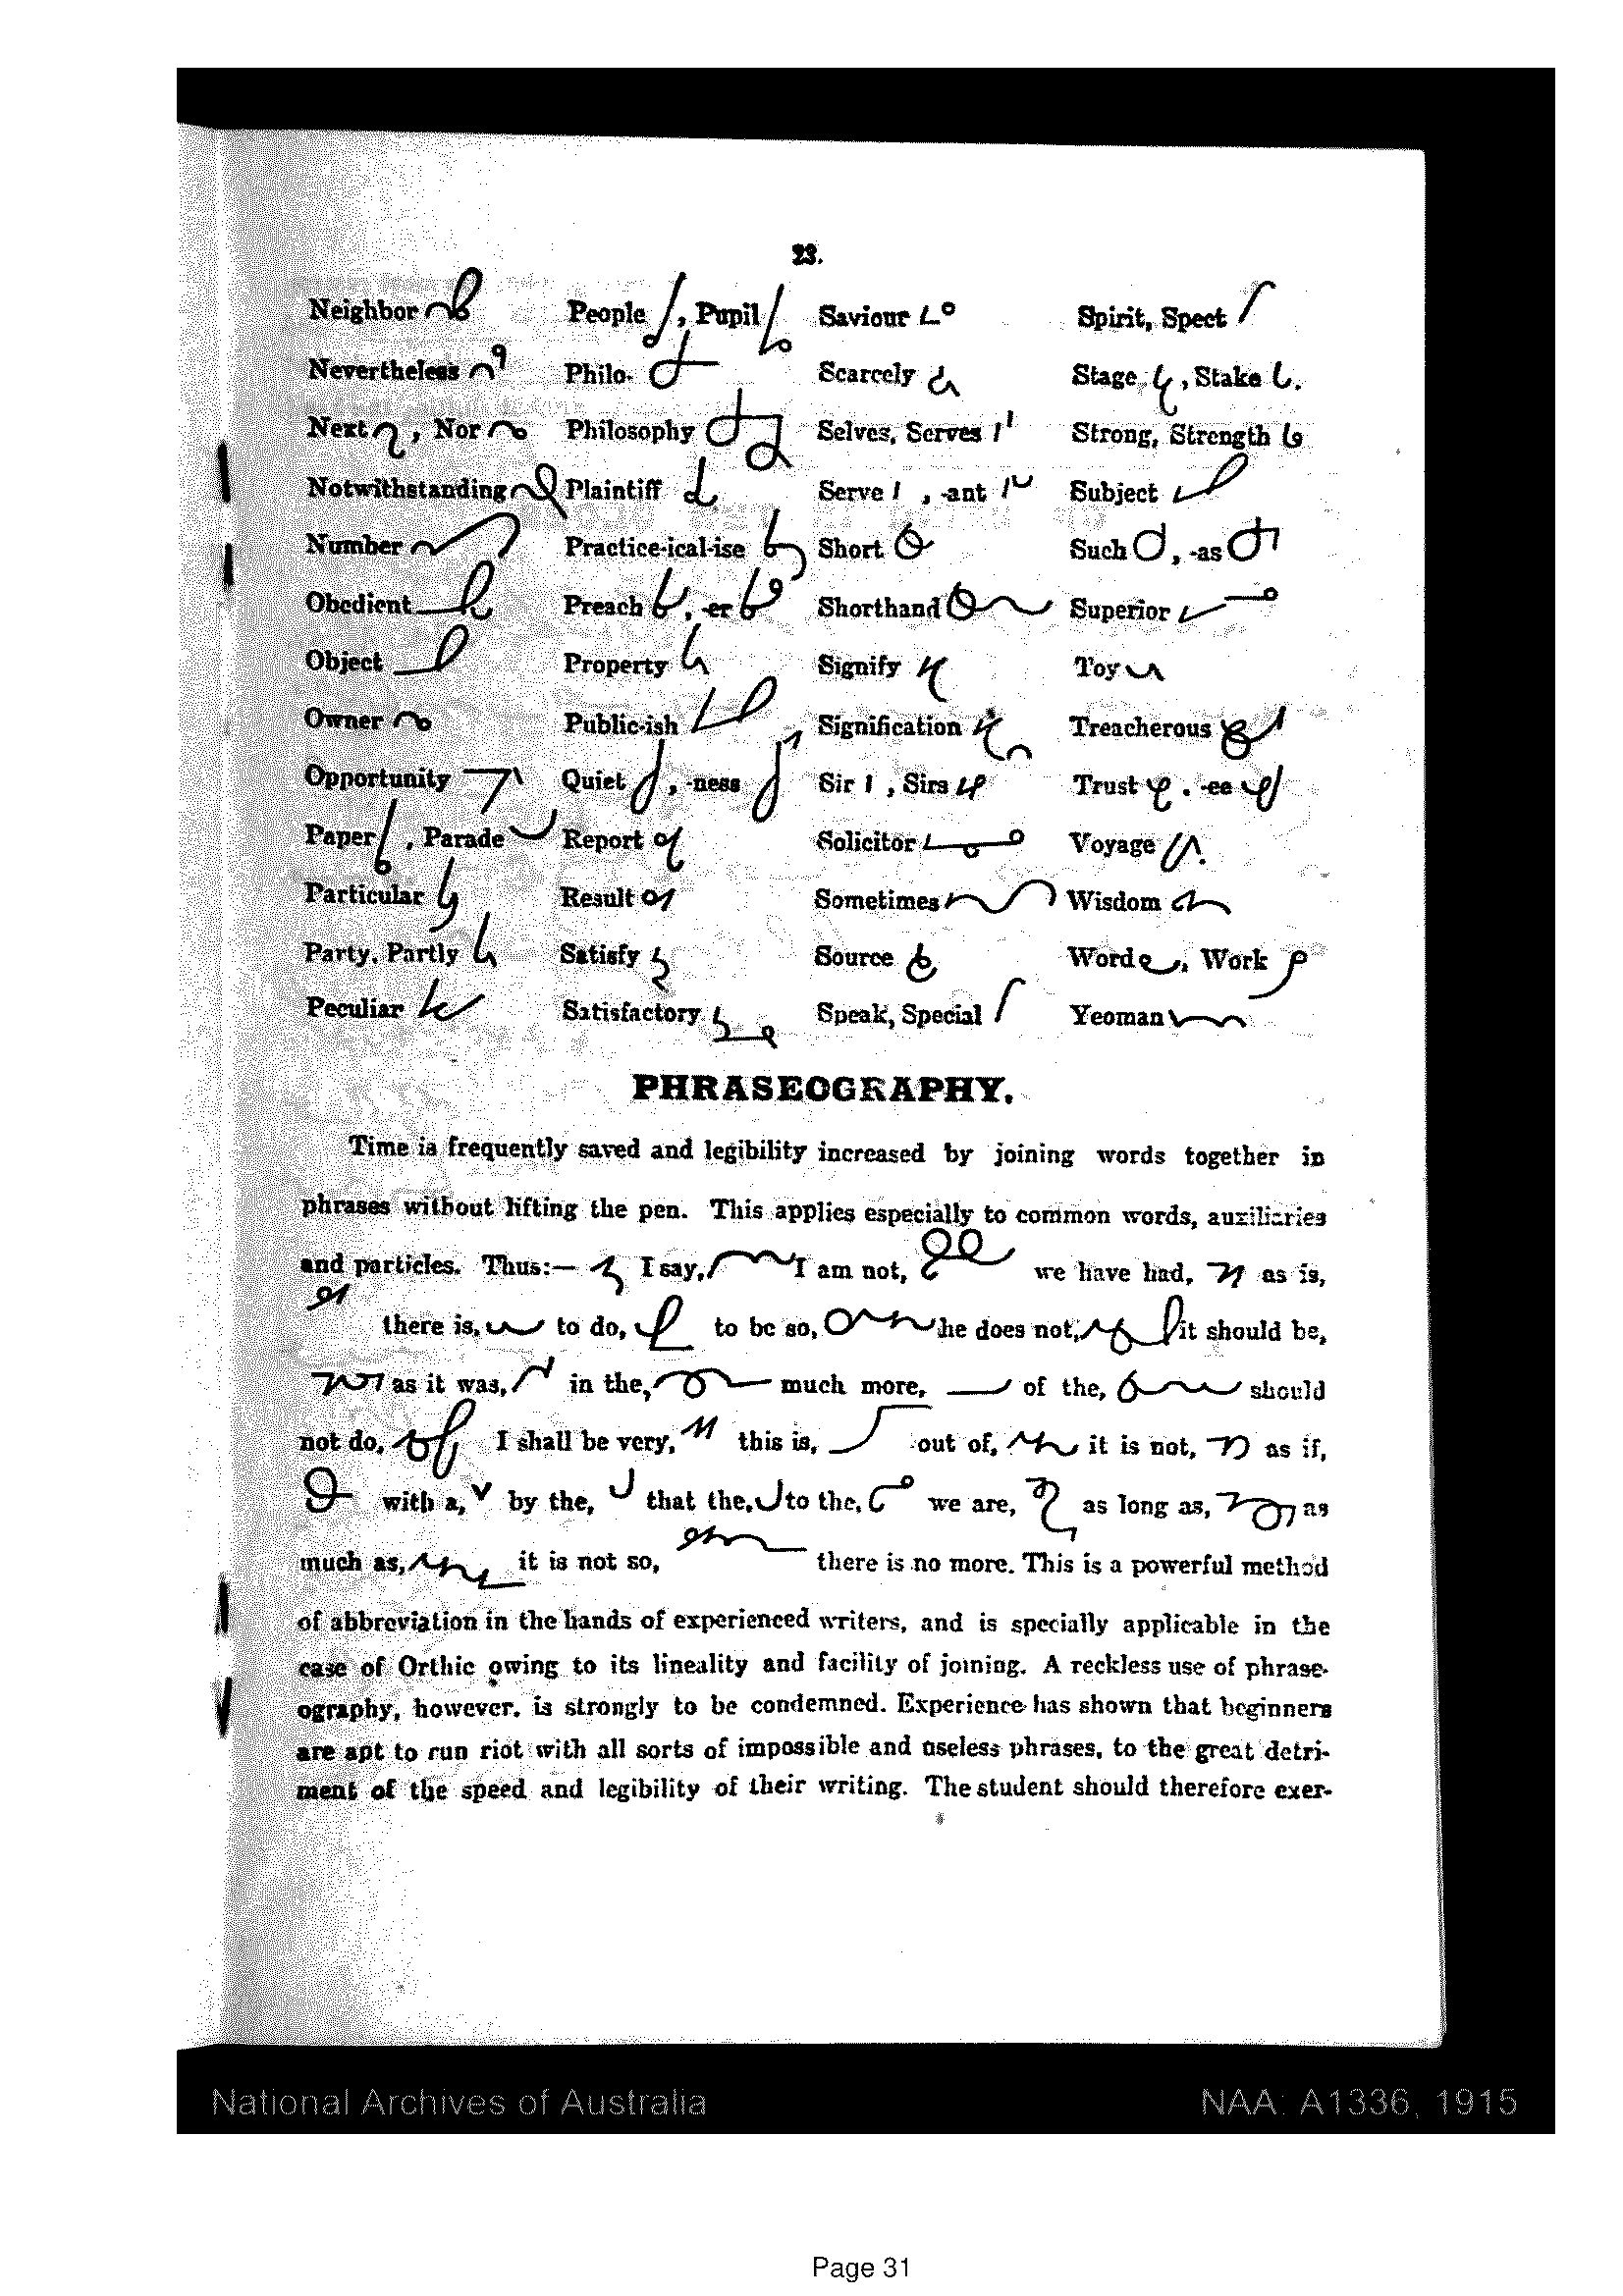 23.
Neighbor People , Pupil Saviour Spirit, Spect
Nevertheless Philo- Scarcely Stage , Stake .
Next , Nor Philosophy Selves, Serves Strong, Strength
Notwithstanding Plaintiff Serve , -ant Subject
Number Practice-ical-ise Short Such , -as
Obedient Preach , -er Shorthand Superior
Object Property Signify Toy
Owner Public-ish Signification Treacherous
Opportunity Quiet , -ness Sir , Sirs Trust , -ee
Paper , Parade Report Solicitor Voyage
Particular Result Sometimes Wisdom
Party, Partly Satisfy Source Word , Work
Peculiar Satisfactory Speak, Special Yeoman
PHRASEOGRAPHY.
Time is frequently saved and legibility increased by joining words together in
phrases without lifting the pen. This applies especially to common words, auxiliaries
and particles. Thus:— I say, I am not, we have had, as is,
there is, to do, to be so, he does not, it should be,
as it was, in the, much more, of the, should
not do, I shall be very, this is, out of, it is not, as if,
with a, by the, that the, to the, we are, as long as, as
much as, it is not so, there is no more. This is a powerful method
of abbreviation in the hands of experienced writers, and is specially applicable in the
case of Orthic owing to its lineality and facility of joining. A reckless use of phrase-
ography, however, is strongly to be condemned. Experience has shown that beginners
are apt to run riot with all sorts of impossible and useless phrases, to the great detri-
ment of the speed and legibility of their writing. The student should therefore exer-
National Archives of Australia NAA: A1336, 1915
Page 31